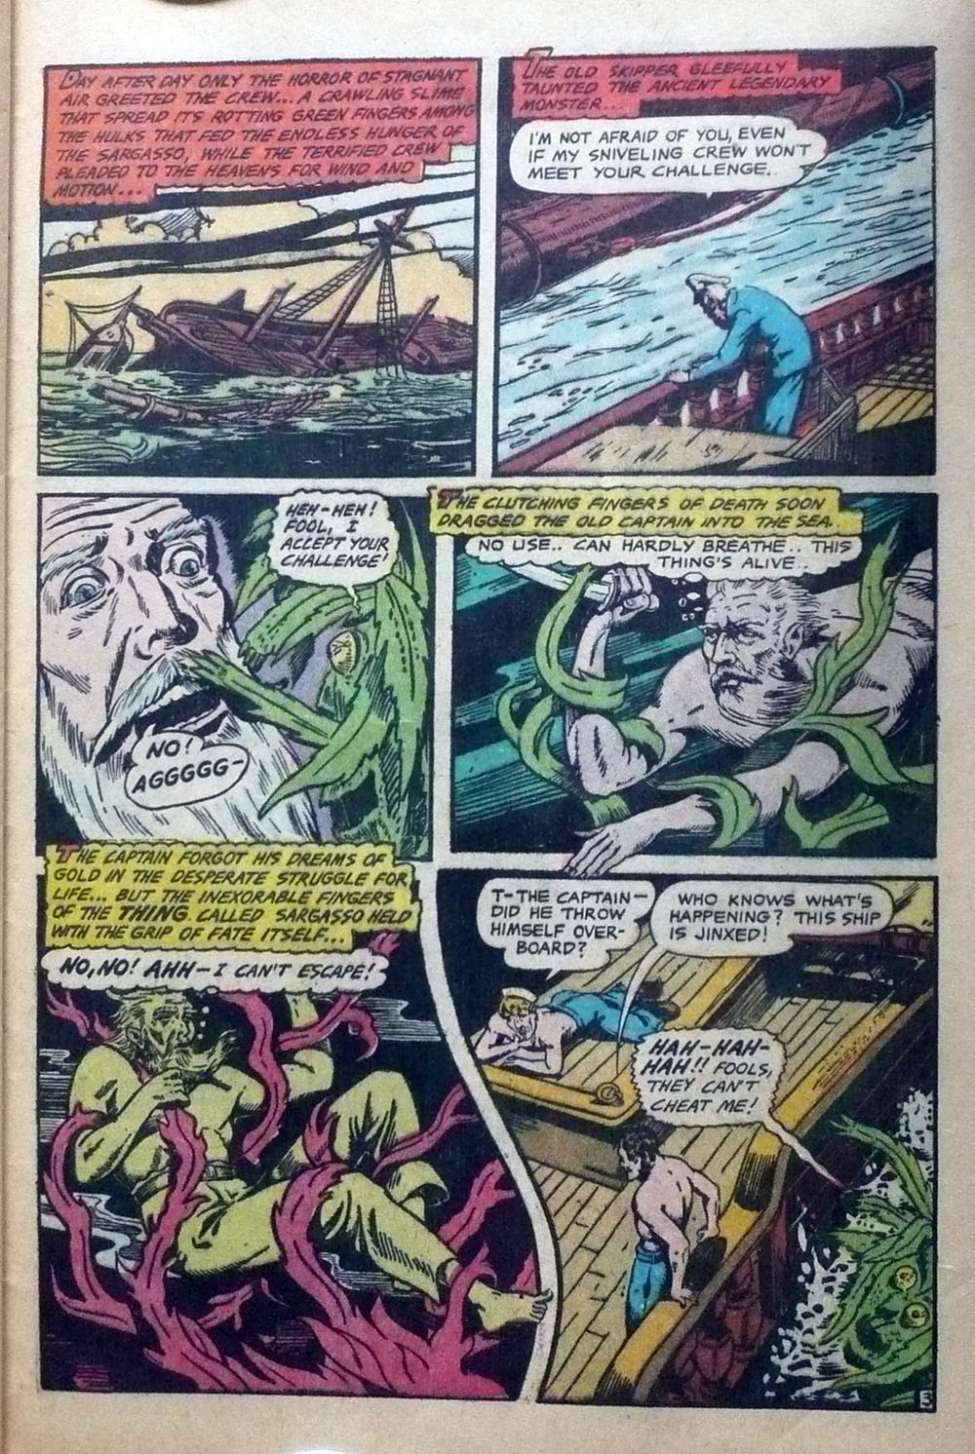 DAY AFTER DAY ONLY THE HORROR OF STAGNANT
AIR GREETED THE CREW... A CRAWLING SLIME
THAT SPREAD ITS ROTTING GREEN FINGERS AMONG
THE HULKS THAT FED THE ENDLESS HUNGER OF
THE SARGASSO, WHILE THE TERRIFIED CREW
PLEADED TO THE HEAVENS FOR WIND AND
MOTION...
THE OLD SKIPPER GLEEFULLY
TAUNTED THE ANCIENT LEGENDARY
MONSTER...
I'M NOT AFRAID OF YOU, EVEN
IF MY SNIVELING CREW WON'T
MEET YOUR CHALLENGE..
HEH-HEH!
FOOL, I
ACCEPT YOUR
CHALLENGE!
NO!
AGGGGG-
THE CLUTCHING FINGERS OF DEATH SOON
DRAGGED THE OLD CAPTAIN INTO THE SEA..
NO USE.. CAN HARDLY BREATHE.. THIS
THING'S ALIVE..
THE CAPTAIN FORGOT HIS DREAMS OF
GOLD IN THE DESPERATE STRUGGLE FOR
LIFE... BUT THE INEXORABLE FINGERS
OF THE THING CALLED SARGASSO HELD
WITH THE GRIP OF FATE ITSELF...
NO, NO! AHH-I CAN'T ESCAPE!
T-THE CAPTAIN-
DID HE THROW
HIMSELF OVER-
BOARD?
WHO KNOWS WHAT'S
HAPPENING? THIS SHIP
IS JINXED!
HAH-HAH-
HAH!! FOOLS,
THEY CAN'T
CHEAT ME!
3